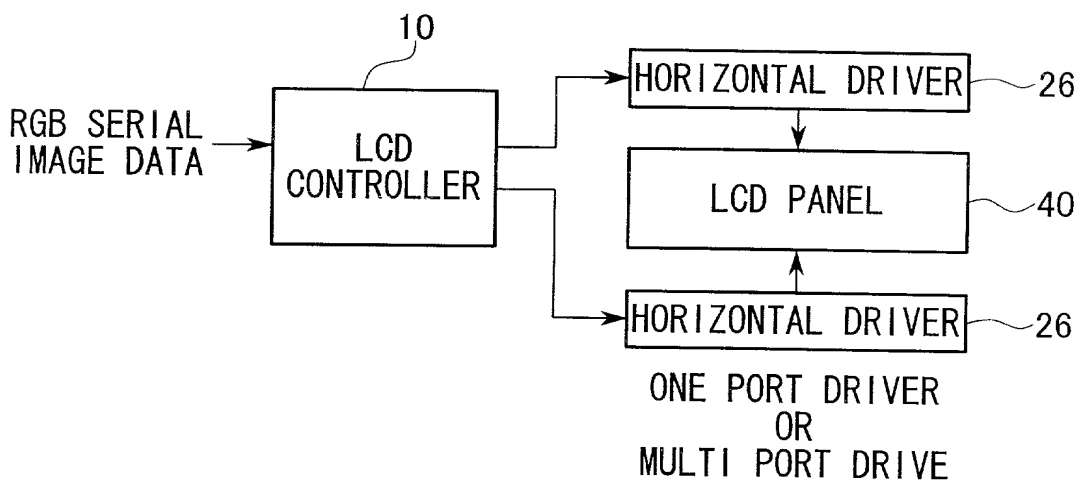 10
HORIZONTAL DRIVER
26
RGB SERIAL
IMAGE DATA
LCD
CONTROLLER
LCD PANEL
40
HORIZONTAL DRIVER
26
ONE PORT DRIVER
OR
MULTI PORT DRIVE